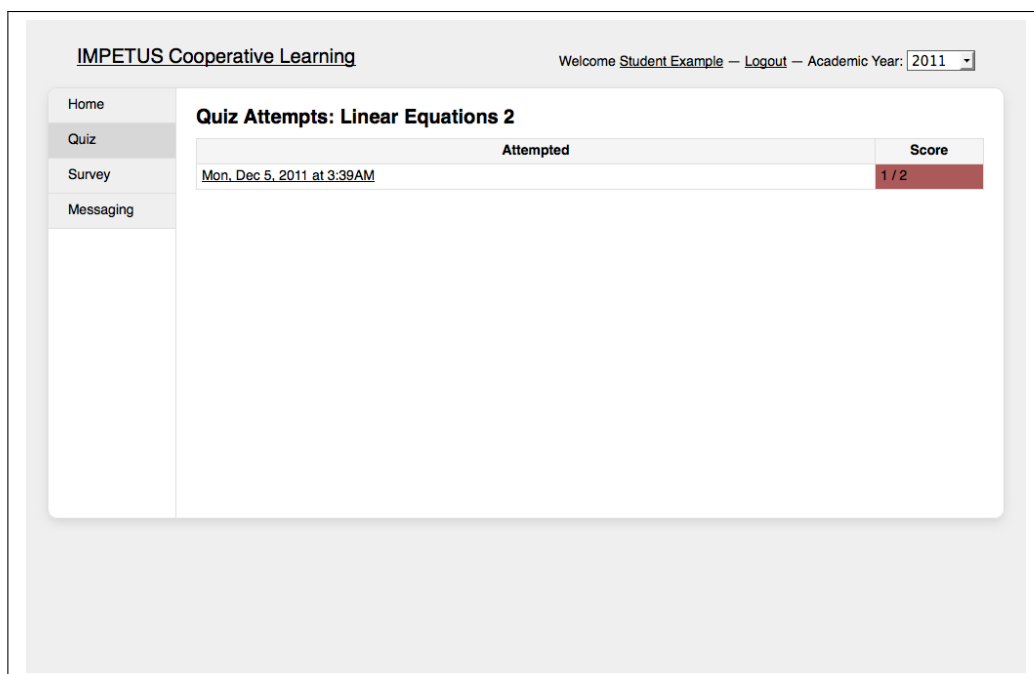 IMPETUS Cooperative Learning
Welcome Student Example — Logout — Academic Year: 2011
Home
Quiz
Survey
Messaging
Quiz Attempts: Linear Equations 2
Attempted Score
Mon, Dec 5, 2011 at 3:39AM 1 / 2